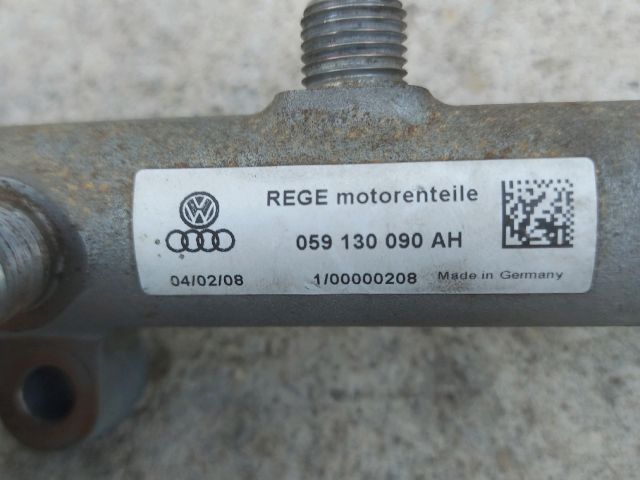 REGE motorenteile
059 130 090 AH
04/02/08 1/00000208 Made in Germany